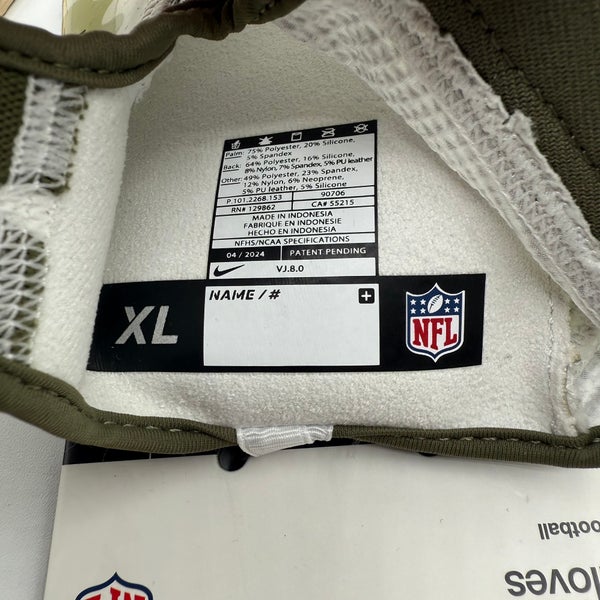 Palm: 75% Polyester, 20% Silicone,
5% Spandex
Back: 64% Polyester, 16% Silicone,
8% Nylon, 7% Spandex, 5% PU leather
Other: 49% Polyester, 23% Spandex,
12% Nylon, 6% Neoprene,
5% PU leather, 5% Silicone
P.101.2268.153 90706
RN# 129862 CA# 55215
MADE IN INDONESIA
FABRIQUE EN INDONESIE
HECHO EN INDONESIA
NFHS/NCAA SPECIFICATIONS
04 / 2024 PATENT PENDING
VJ.8.0
XL
NAME / #
NFL
ootball
loves